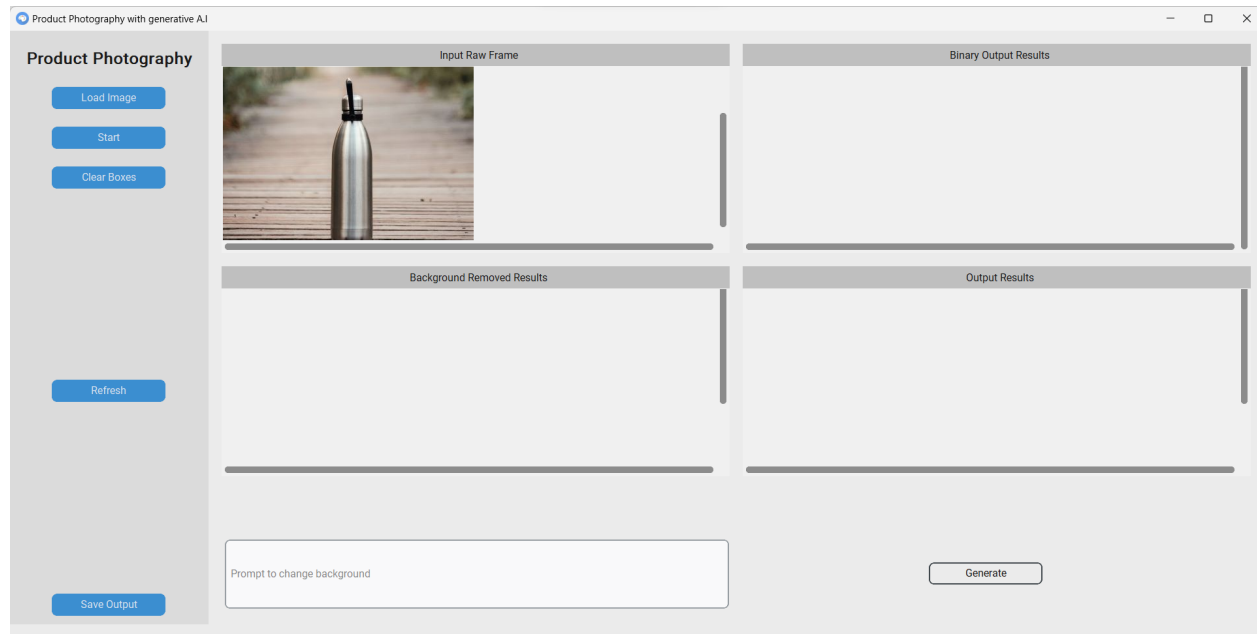 Product Photography with generative A.I
Product Photography
Load Image
Start
Clear Boxes
Refresh
Save Output
Input Raw Frame
Binary Output Results
Background Removed Results
Output Results
Prompt to change background
Generate